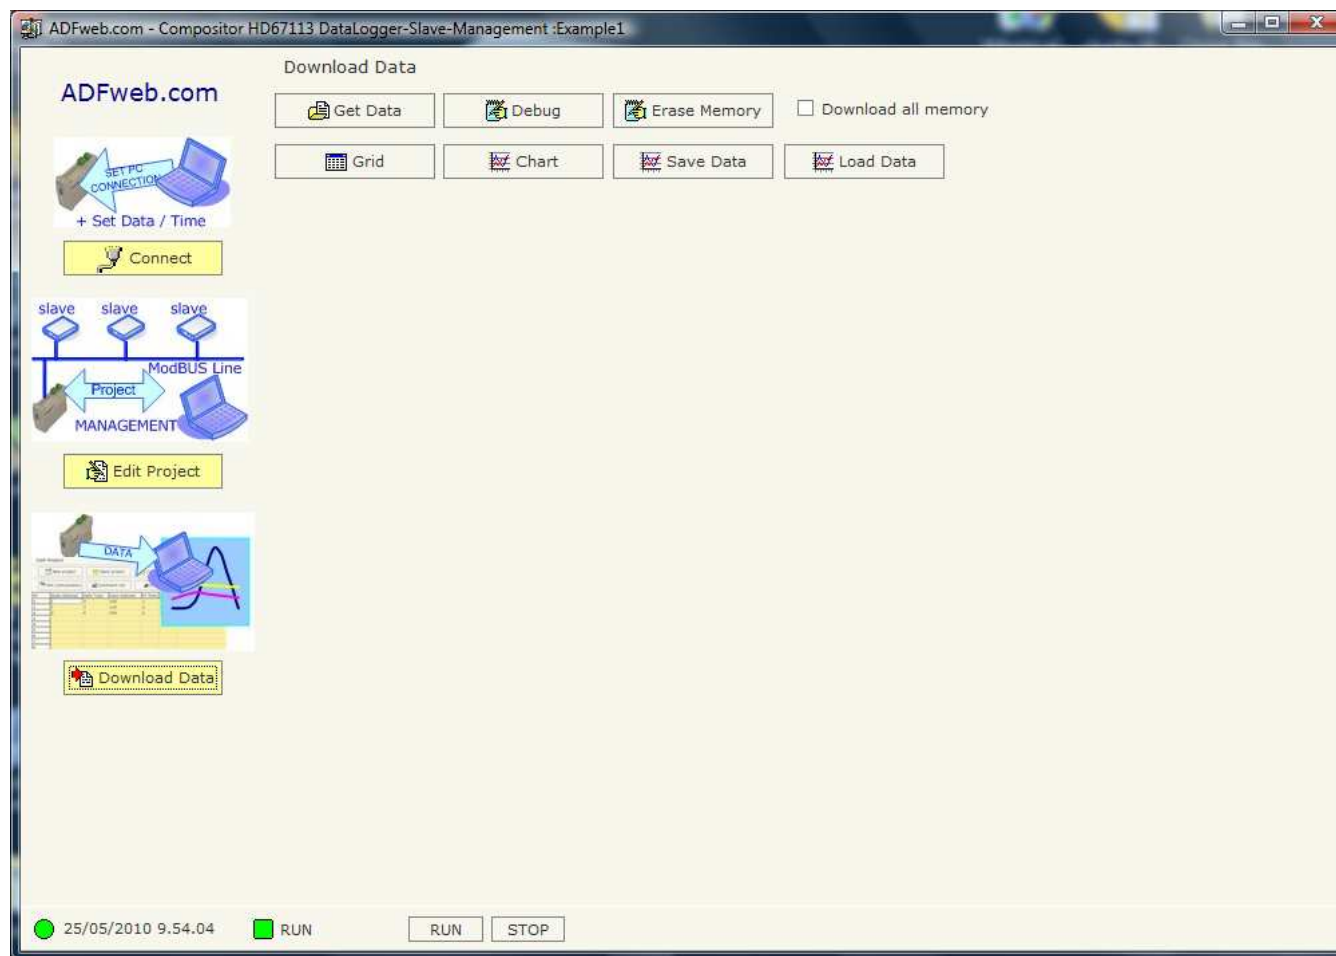 ADFweb.com - Compositor HD67113 DataLogger-Slave-Management :Example1
ADFweb.com
SET PC
CONNECTION
+ Set Data / Time
Connect
slave slave slave
ModBUS Line
Project
MANAGEMENT
Edit Project
DATA
Download Data
Download Data
Get Data
Debug
Erase Memory
Download all memory
Grid
Chart
Save Data
Load Data
25/05/2010 9.54.04
RUN
RUN
STOP